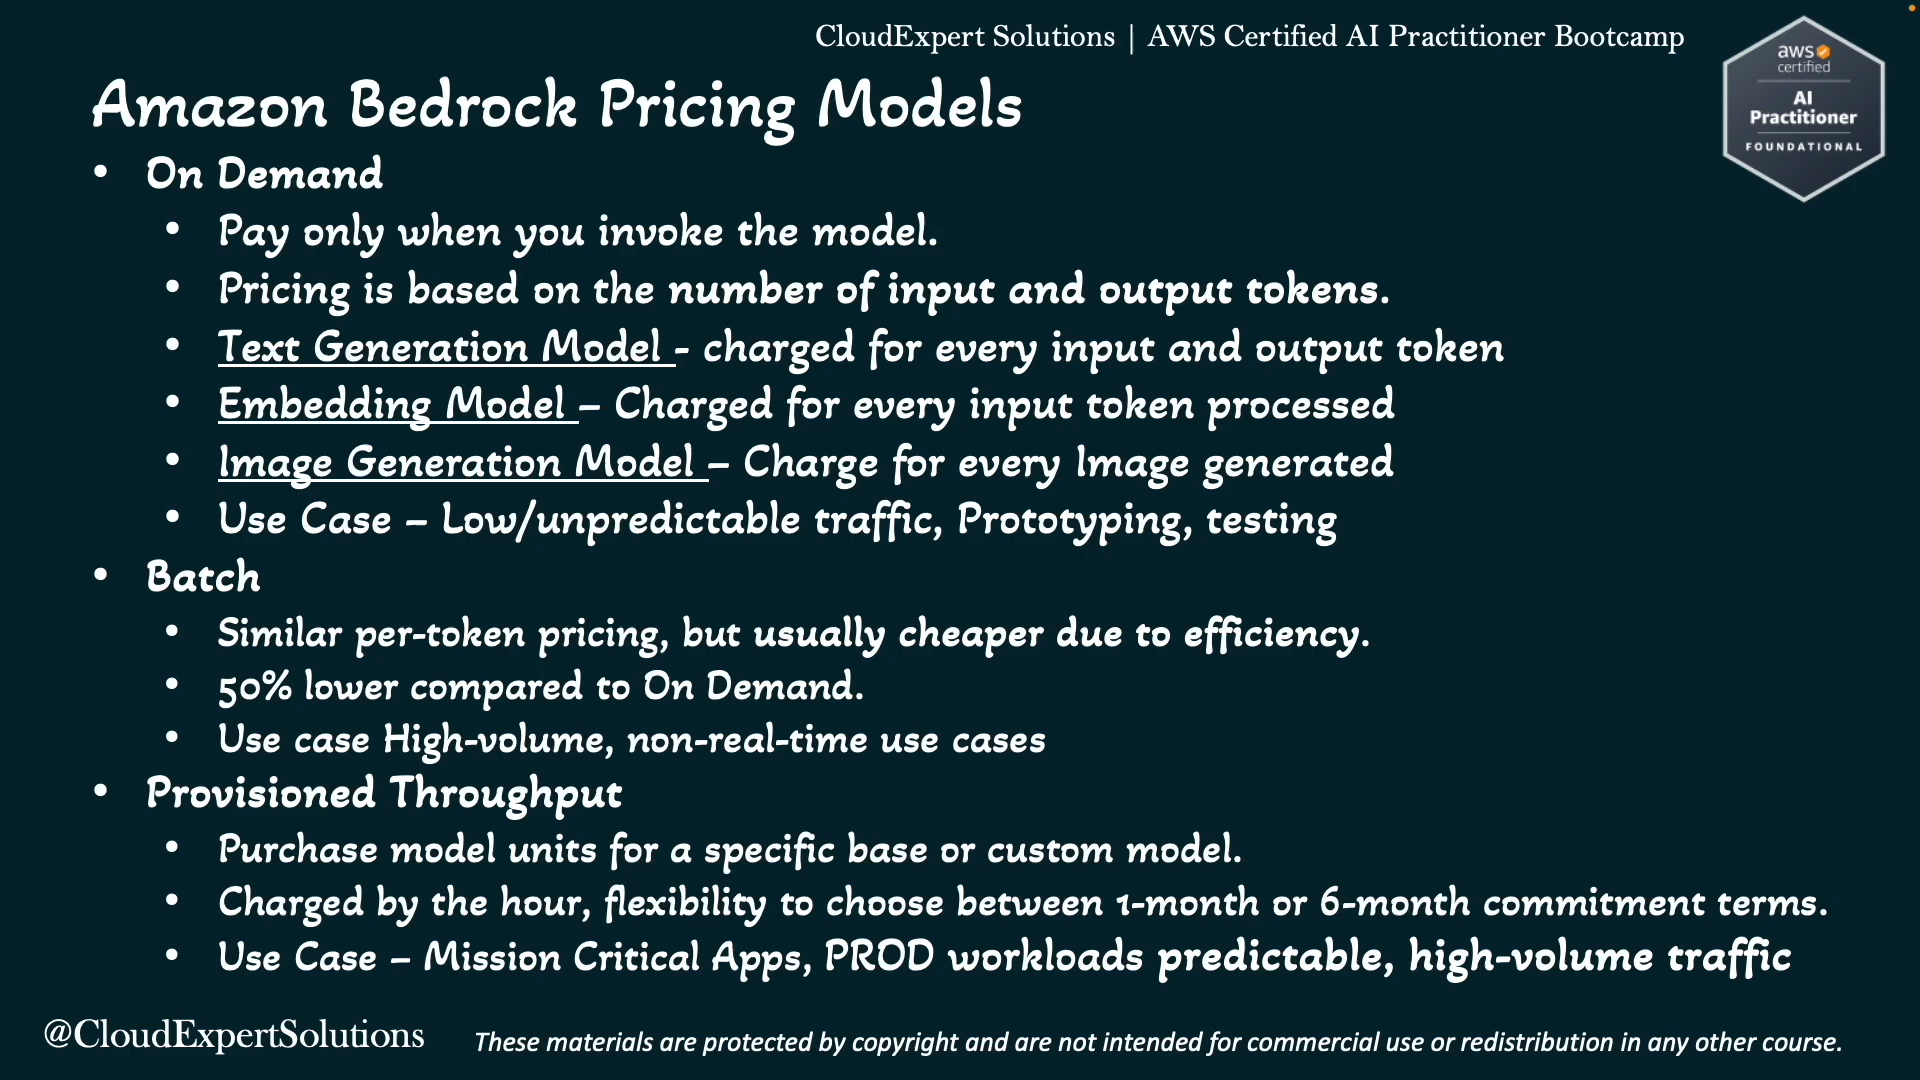 CloudExpert Solutions | AWS Certified AI Practitioner Bootcamp
aws
certified
AI
Practitioner
FOUNDATIONAL
Amazon Bedrock Pricing Models
• On Demand
• Pay only when you invoke the model.
• Pricing is based on the number of input and output tokens.
• Text Generation Model - charged for every input and output token
• Embedding Model – Charged for every input token processed
• Image Generation Model – Charge for every Image generated
• Use Case – Low/unpredictable traffic, Prototyping, testing
• Batch
• Similar per-token pricing, but usually cheaper due to efficiency.
• 50% lower compared to On Demand.
• Use case High-volume, non-real-time use cases
• Provisioned Throughput
• Purchase model units for a specific base or custom model.
• Charged by the hour, flexibility to choose between 1-month or 6-month commitment terms.
• Use Case – Mission Critical Apps, PROD workloads predictable, high-volume traffic
@CloudExpertSolutions
These materials are protected by copyright and are not intended for commercial use or redistribution in any other course.